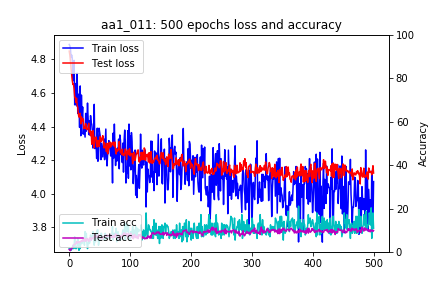 aa1_011: 500 epochs loss and accuracy
Train loss
Test loss
Train acc
Test acc
Loss
4.8
4.6
4.4
4.2
4.0
3.8
Accuracy
100
80
60
40
20
0
0
100
200
300
400
500